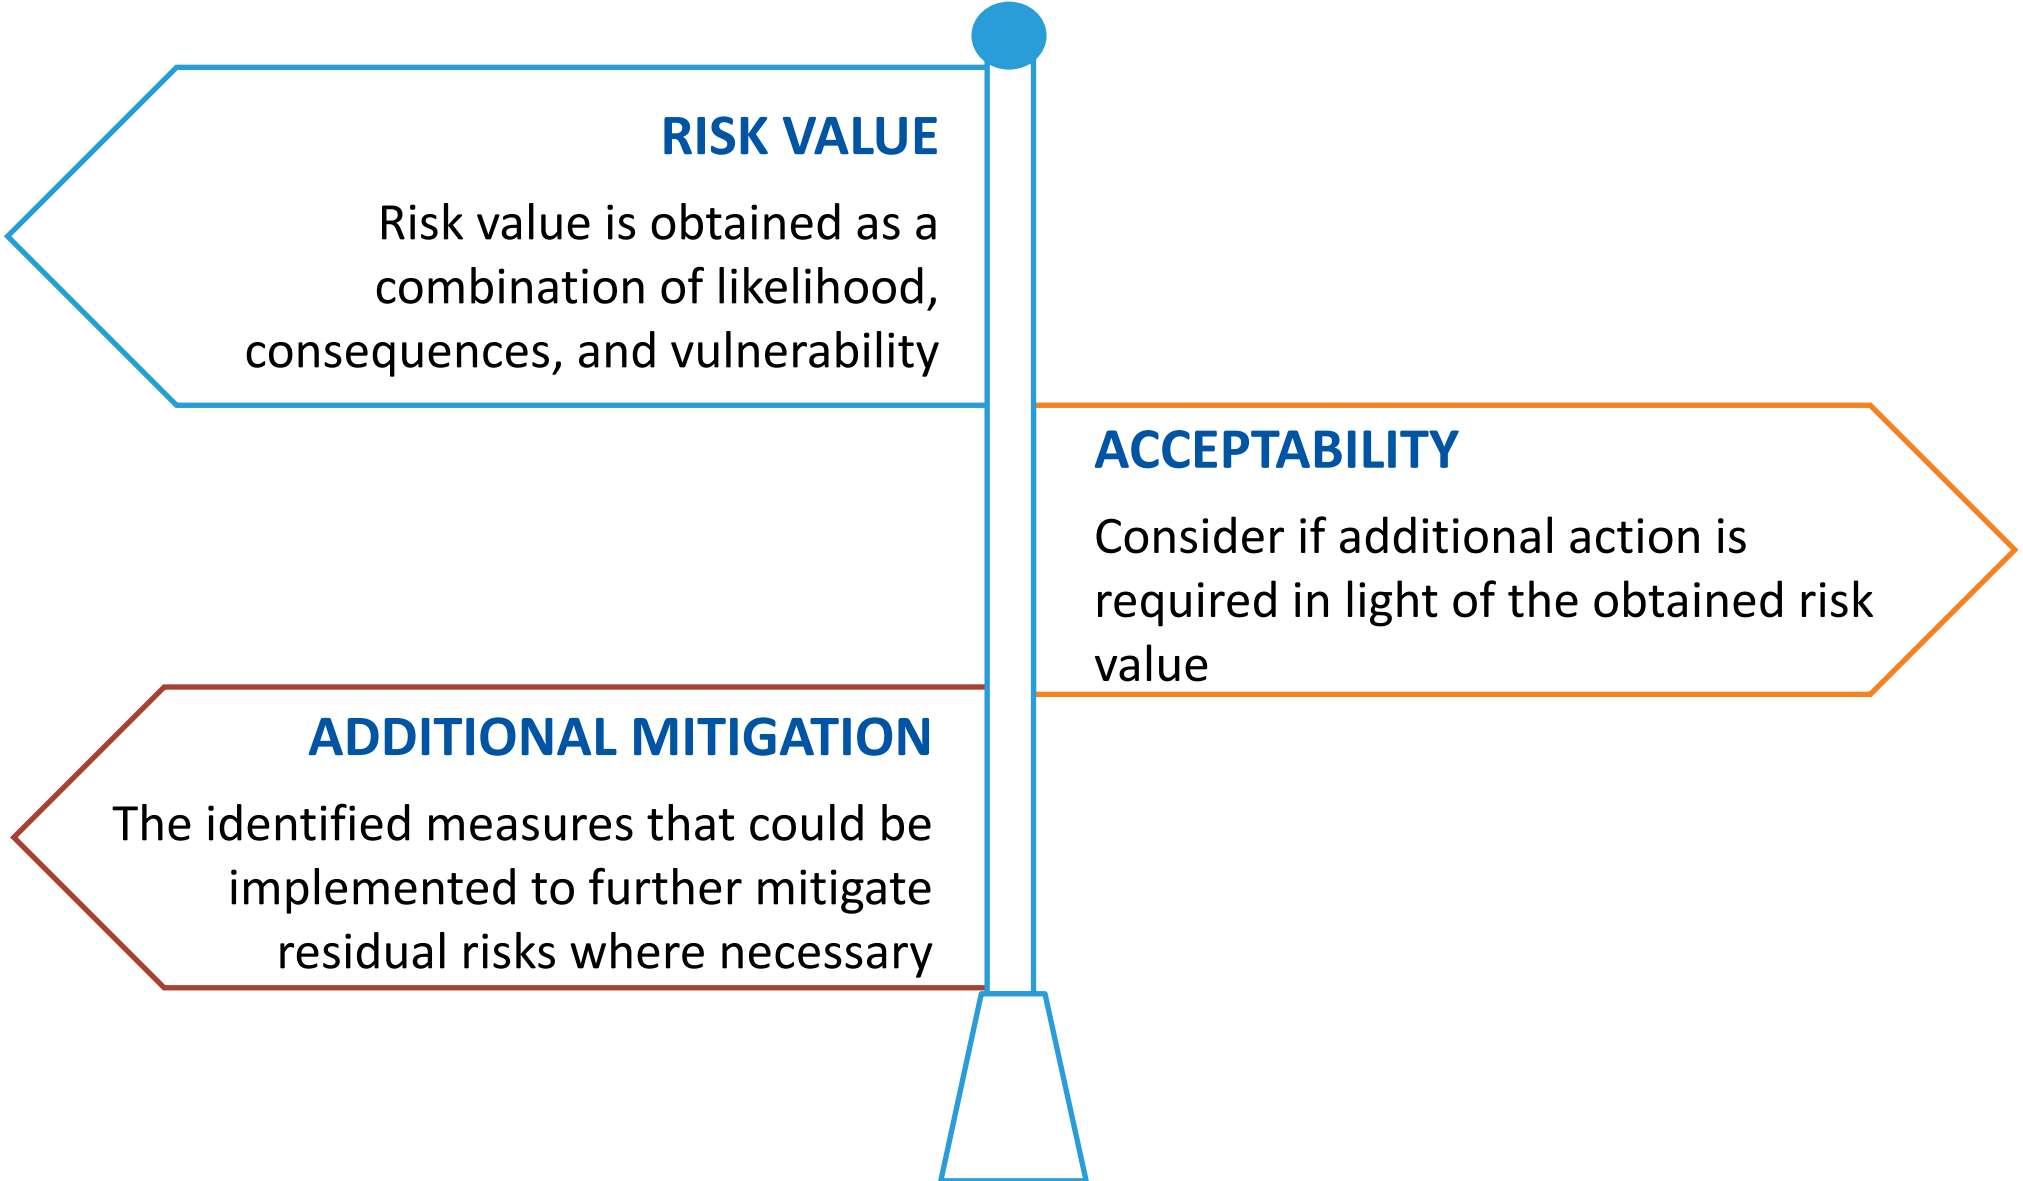 RISK VALUE
Risk value is obtained as a
combination of likelihood,
consequences, and vulnerability
ACCEPTABILITY
Consider if additional action is
required in light of the obtained risk
value
ADDITIONAL MITIGATION
The identified measures that could be
implemented to further mitigate
residual risks where necessary